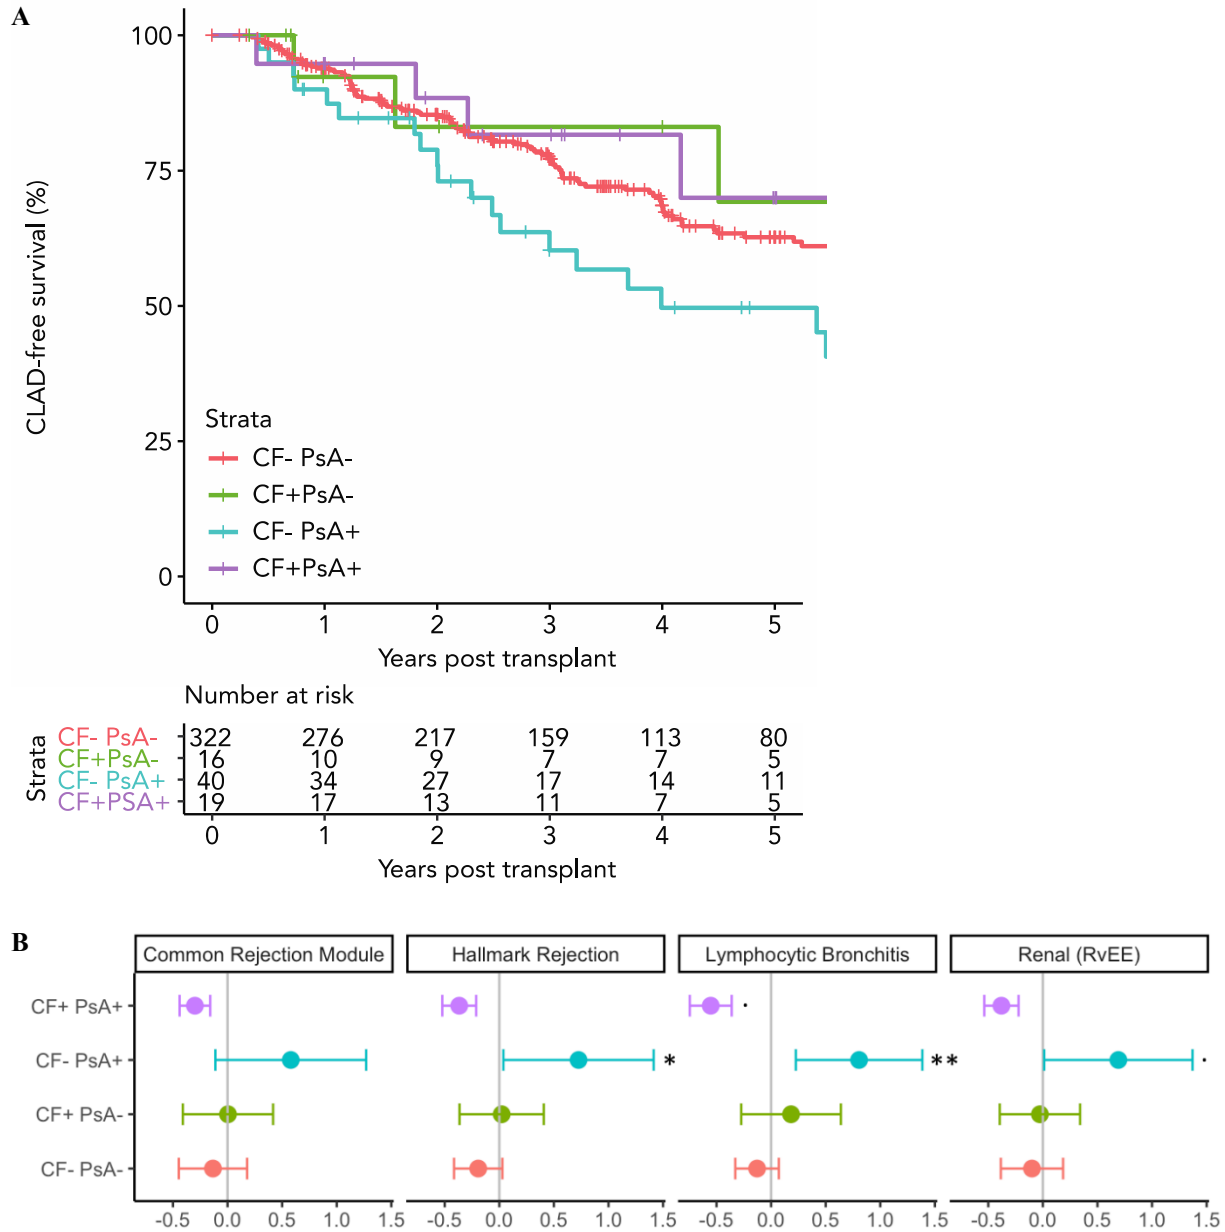 A
CLAD-free survival (%)
100
75
50
25
0
Strata
CF- PsA-
CF+PsA-
CF- PsA+
CF+PsA+
0 1 2 3 4 5
Years post transplant
Number at risk
Strata
CF- PsA- 322 276 217 159 113 80
CF+PsA- 16 10 9 7 7 5
CF- PsA+ 40 34 27 17 14 11
CF+PSA+ 19 17 13 11 7 5
0 1 2 3 4 5
Years post transplant
B
Common Rejection Module Hallmark Rejection Lymphocytic Bronchitis Renal (RvEE)
CF+ PsA+ ·
CF- PsA+ * ** ·
CF+ PsA-
CF- PsA-
-0.5 0.0 0.5 1.0 1.5 -0.5 0.0 0.5 1.0 1.5 -0.5 0.0 0.5 1.0 1.5 -0.5 0.0 0.5 1.0 1.5